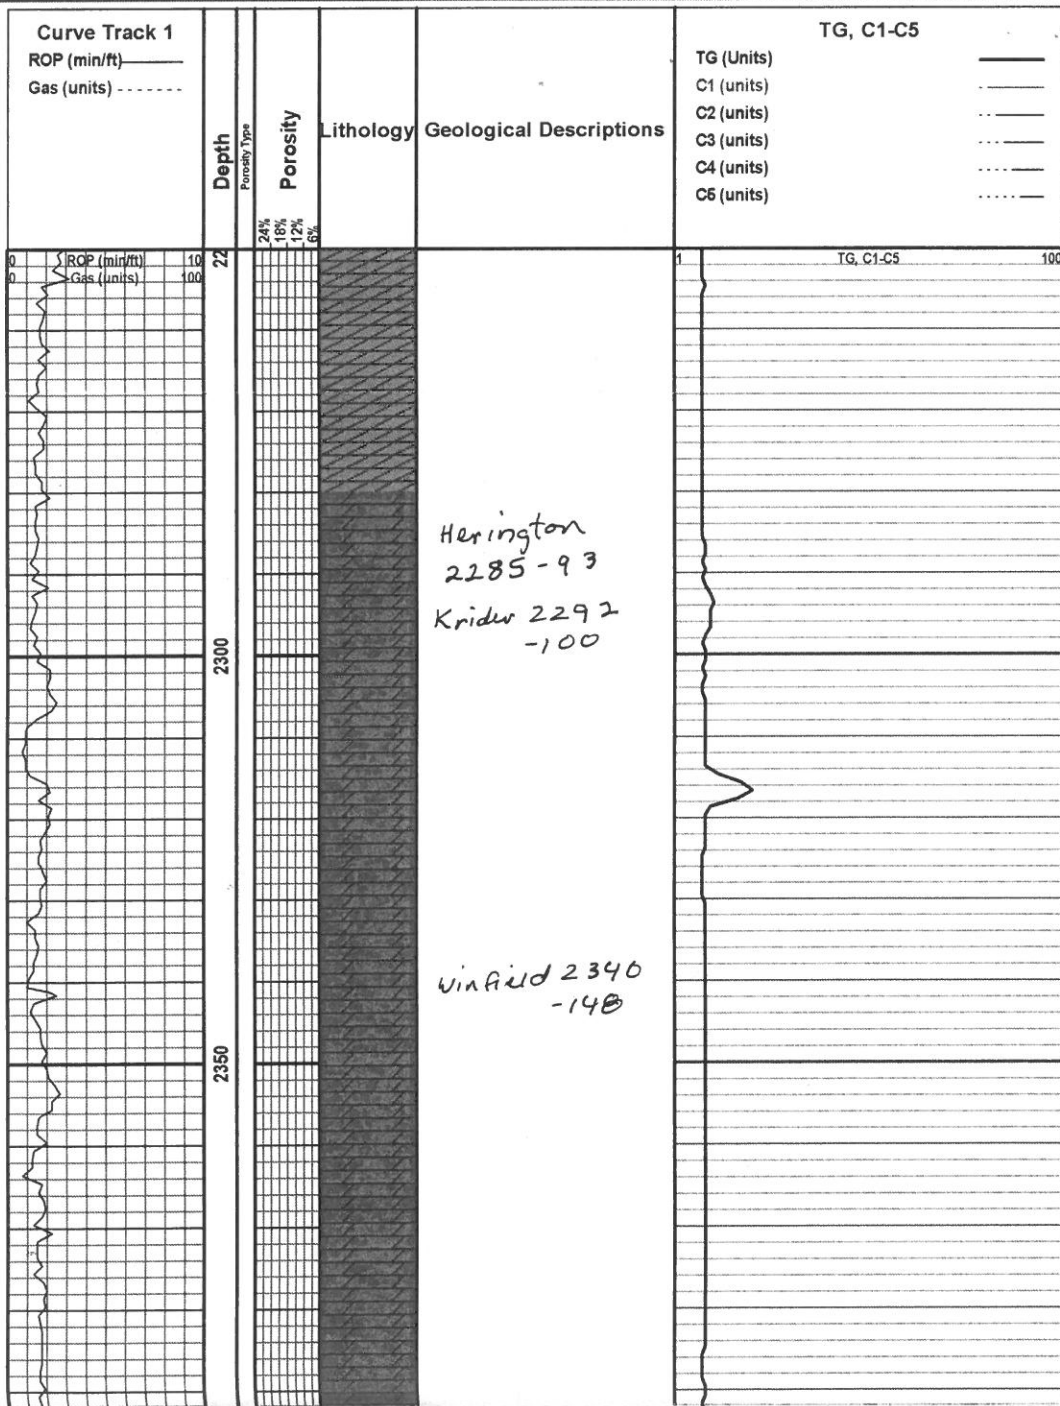 Curve Track 1
ROP (min/ft)
Gas (units)
Depth
Porosity Type
Porosity
24%
18%
12%
6%
Lithology
Geological Descriptions
TG, C1-C5
TG (Units)
C1 (units)
C2 (units)
C3 (units)
C4 (units)
C5 (units)
0 ROP (min/ft) 10
0 Gas (units) 100
22
1 TG, C1-C5 100
Herington
2285-93
Krider 2292
-100
2300
Winfield 2340
-148
2350